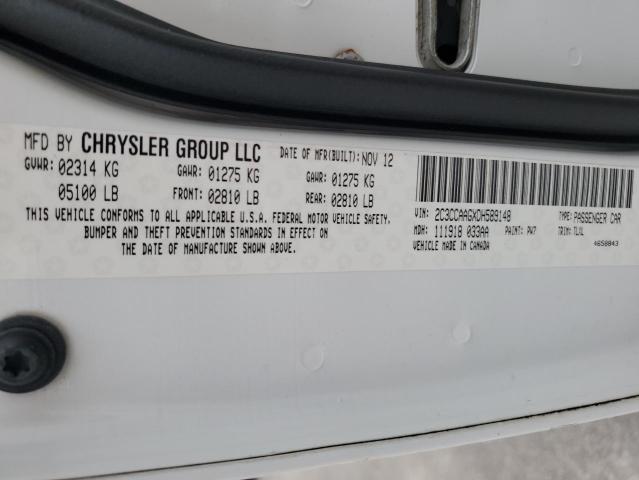 MFD BY CHRYSLER GROUP LLC DATE OF MFR(BUILT): NOV 12
GVWR: 02314 KG GAWR: 01275 KG GAWR: 01275 KG
05100 LB FRONT: 02810 LB REAR: 02810 LB
THIS VEHICLE CONFORMS TO ALL APPLICABLE U.S.A. FEDERAL MOTOR VEHICLE SAFETY,
BUMPER AND THEFT PREVENTION STANDARDS IN EFFECT ON
THE DATE OF MANUFACTURE SHOWN ABOVE.
VIN: 2C3CCAAGXDH589148 TYPE: PASSENGER CAR
MDH: 111918 033AA PAINT: PW7 TRIM: TL/L
VEHICLE MADE IN CANADA 4658843